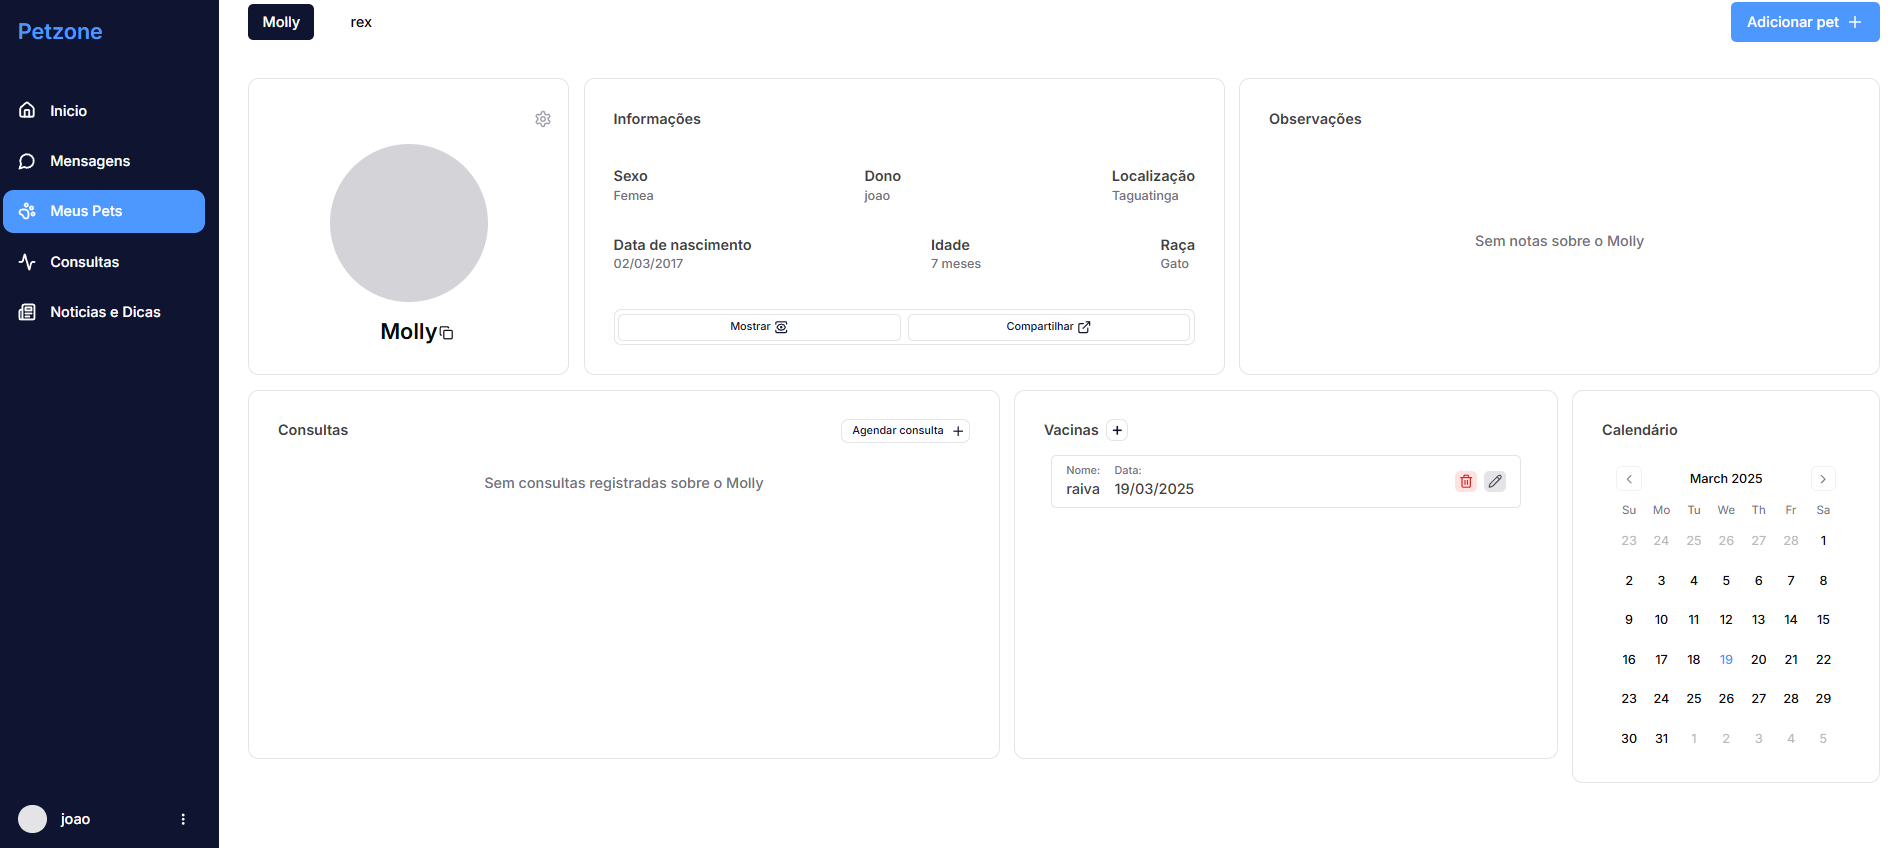 Petzone
Inicio
Mensagens
Meus Pets
Consultas
Noticias e Dicas
joao
Molly
rex
Adicionar pet
Molly
Informações
Sexo Dono Localização
Femea joao Taguatinga
Data de nascimento Idade Raça
02/03/2017 7 meses Gato
Mostrar Compartilhar
Observações
Sem notas sobre o Molly
Consultas
Agendar consulta
Sem consultas registradas sobre o Molly
Vacinas
Nome: Data:
raiva 19/03/2025
Calendário
March 2025
Su Mo Tu We Th Fr Sa
23 24 25 26 27 28 1
2 3 4 5 6 7 8
9 10 11 12 13 14 15
16 17 18 19 20 21 22
23 24 25 26 27 28 29
30 31 1 2 3 4 5